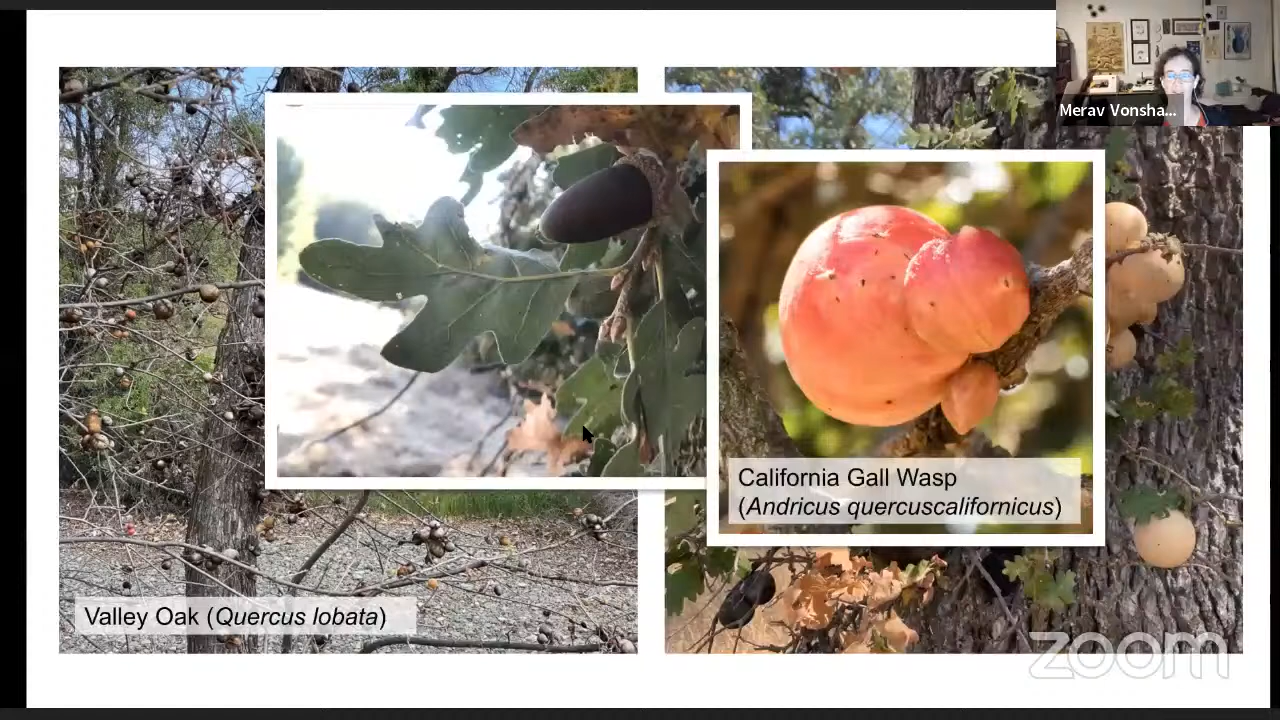 Merav Vonsha...
California Gall Wasp
(Andricus quercuscalifornicus)
Valley Oak (Quercus lobata)
zoom